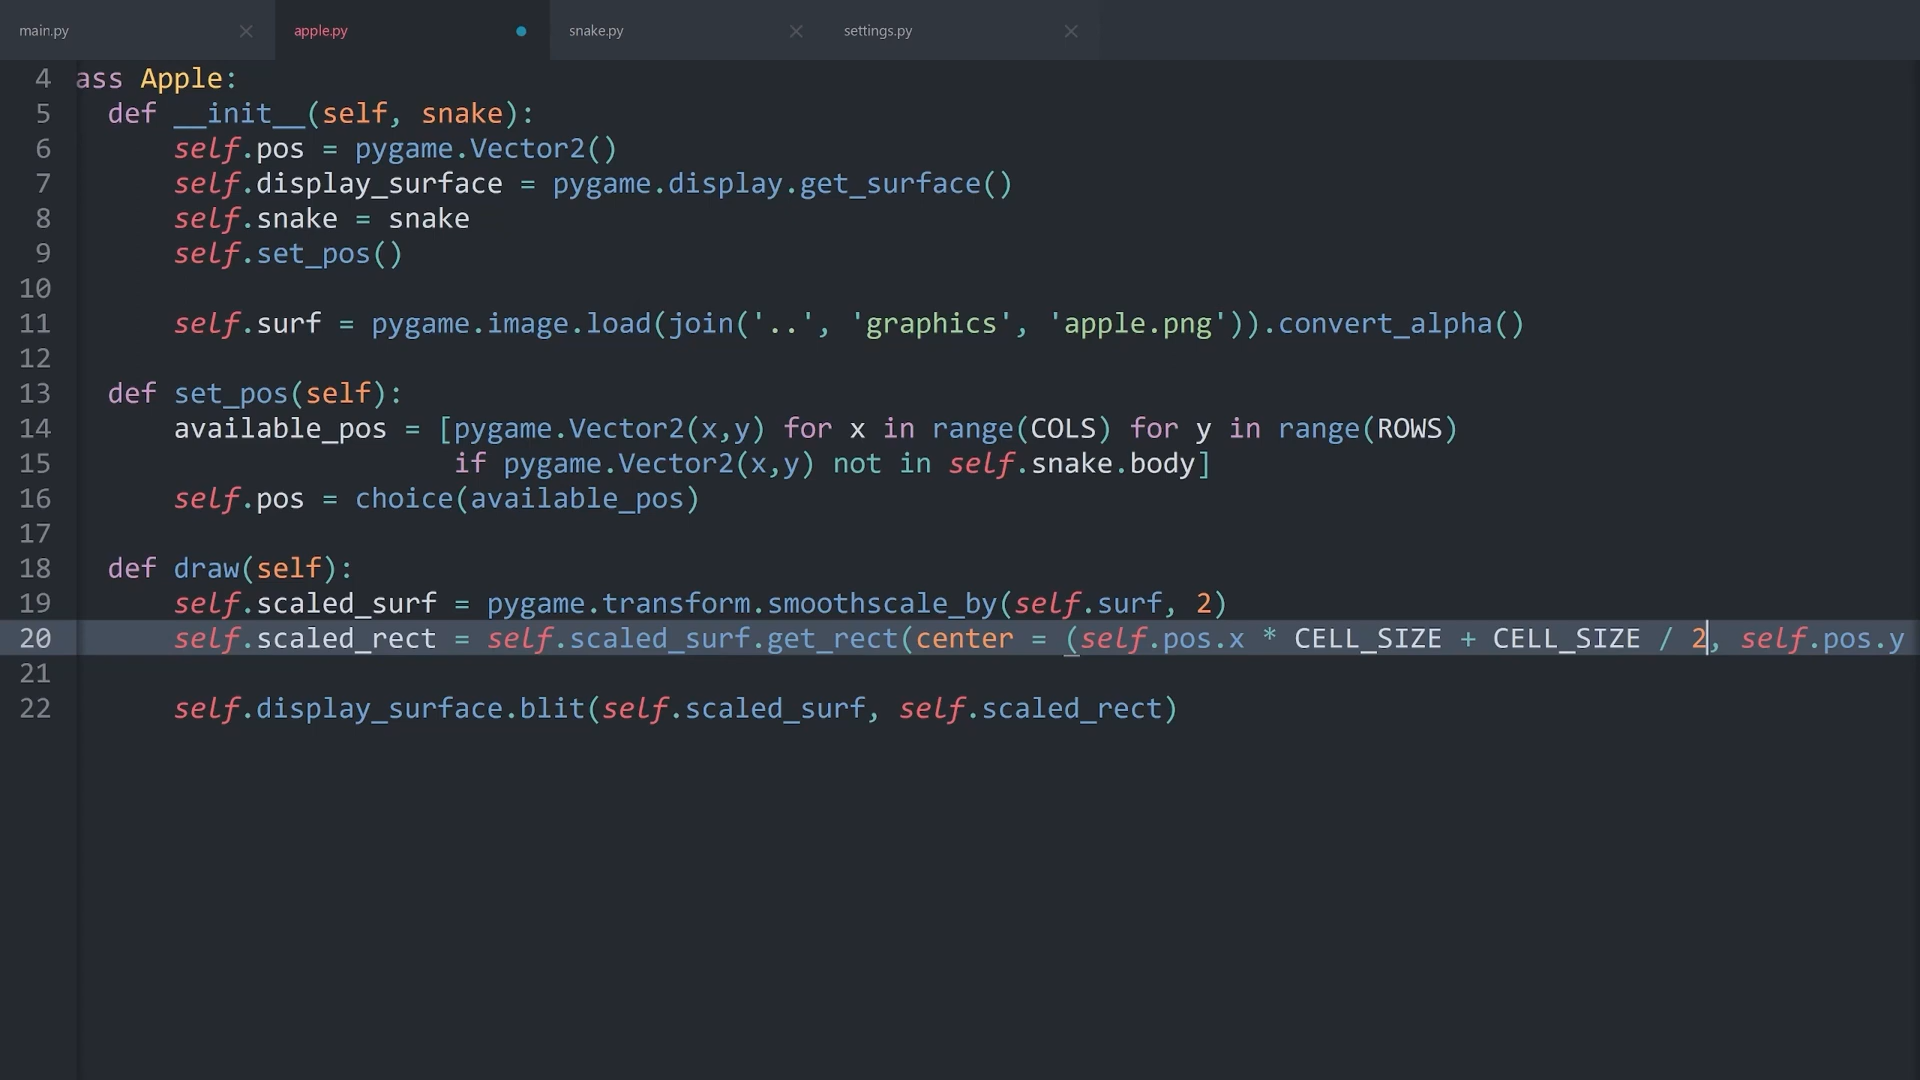 main.py apple.py snake.py settings.py
4 ass Apple:
5 def __init__(self, snake):
6 self.pos = pygame.Vector2()
7 self.display_surface = pygame.display.get_surface()
8 self.snake = snake
9 self.set_pos()
10
11 self.surf = pygame.image.load(join('..', 'graphics', 'apple.png')).convert_alpha()
12
13 def set_pos(self):
14 available_pos = [pygame.Vector2(x,y) for x in range(COLS) for y in range(ROWS)
15 if pygame.Vector2(x,y) not in self.snake.body]
16 self.pos = choice(available_pos)
17
18 def draw(self):
19 self.scaled_surf = pygame.transform.smoothscale_by(self.surf, 2)
20 self.scaled_rect = self.scaled_surf.get_rect(center = (self.pos.x * CELL_SIZE + CELL_SIZE / 2, self.pos.y
21
22 self.display_surface.blit(self.scaled_surf, self.scaled_rect)